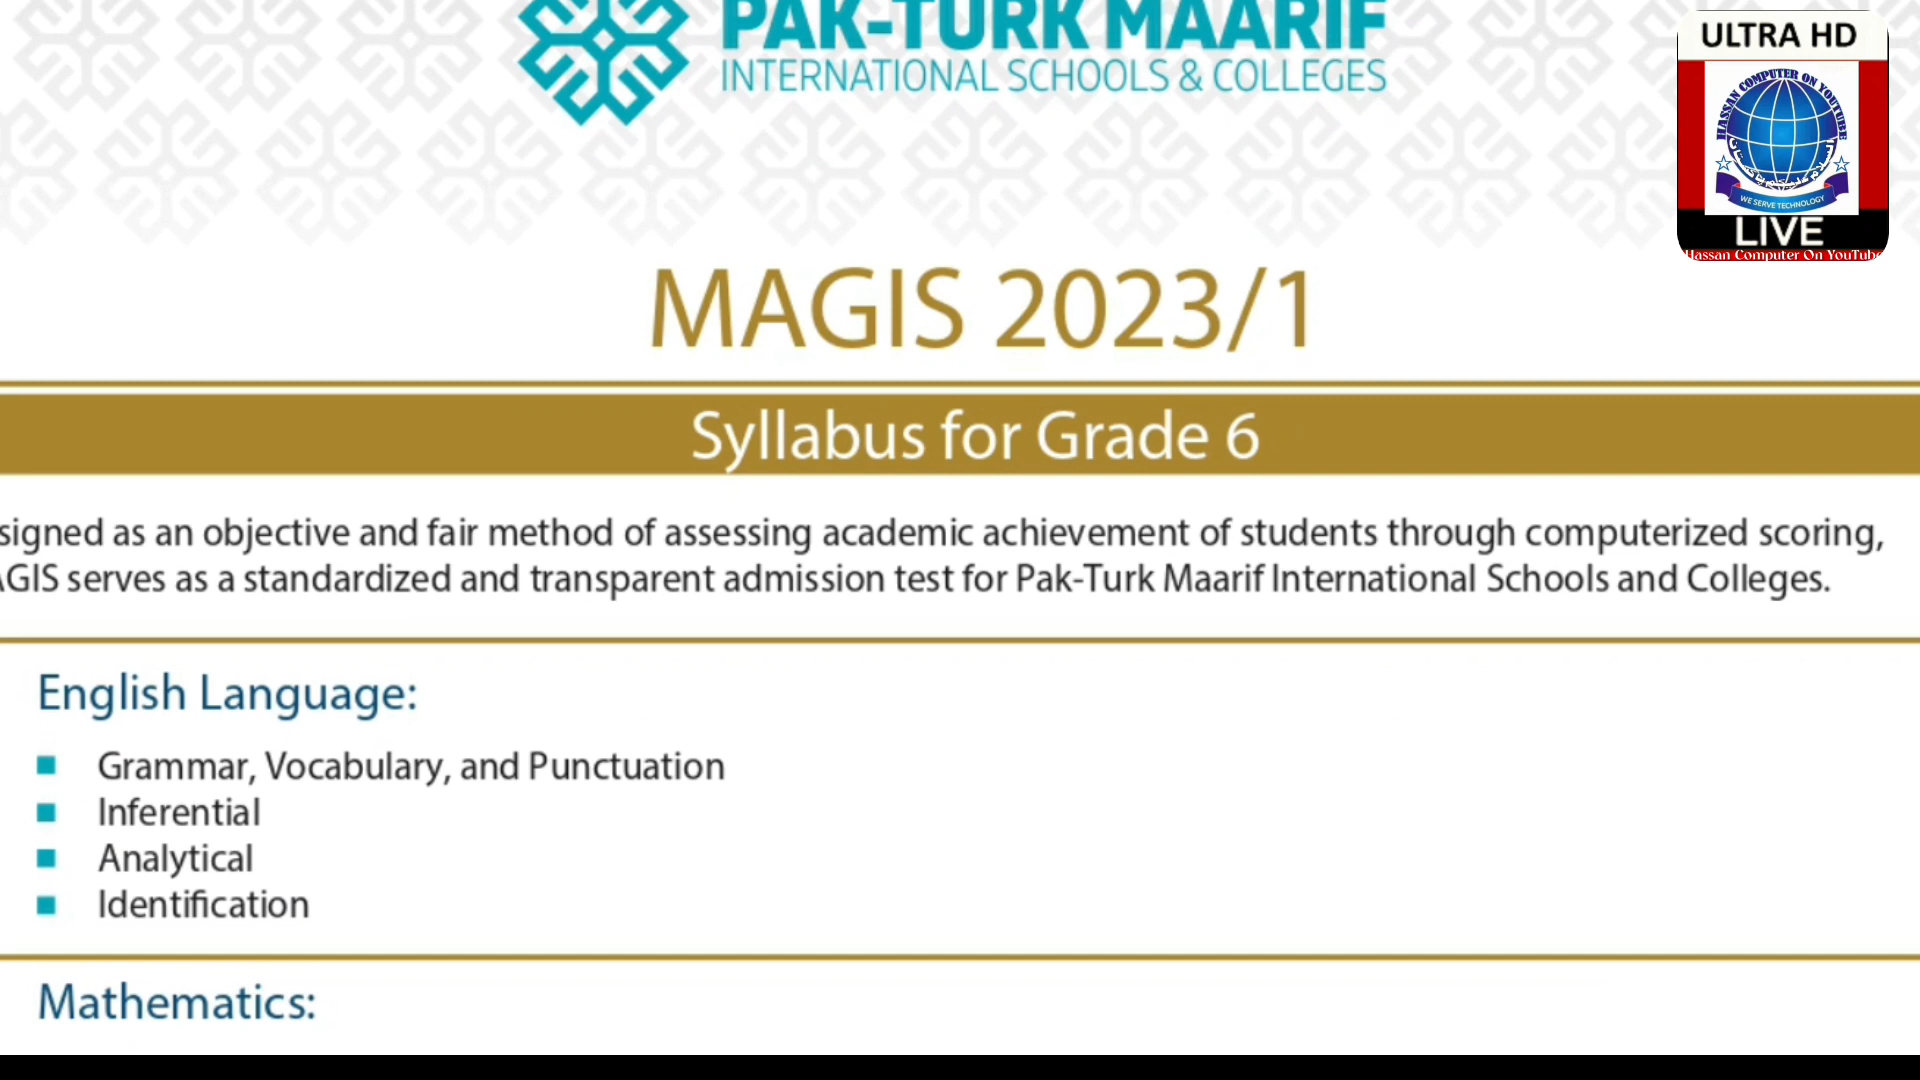 PAK-TURK MAARIF
INTERNATIONAL SCHOOLS & COLLEGES
ULTRA HD
HASSAN COMPUTER ON YOUTUBE
WE SERVE TECHNOLOGY
LIVE
Hassan Computer On YouTube
MAGIS 2023/1
Syllabus for Grade 6
signed as an objective and fair method of assessing academic achievement of students through computerized scoring,
AGIS serves as a standardized and transparent admission test for Pak-Turk Maarif International Schools and Colleges.
English Language:
Grammar, Vocabulary, and Punctuation
Inferential
Analytical
Identification
Mathematics: